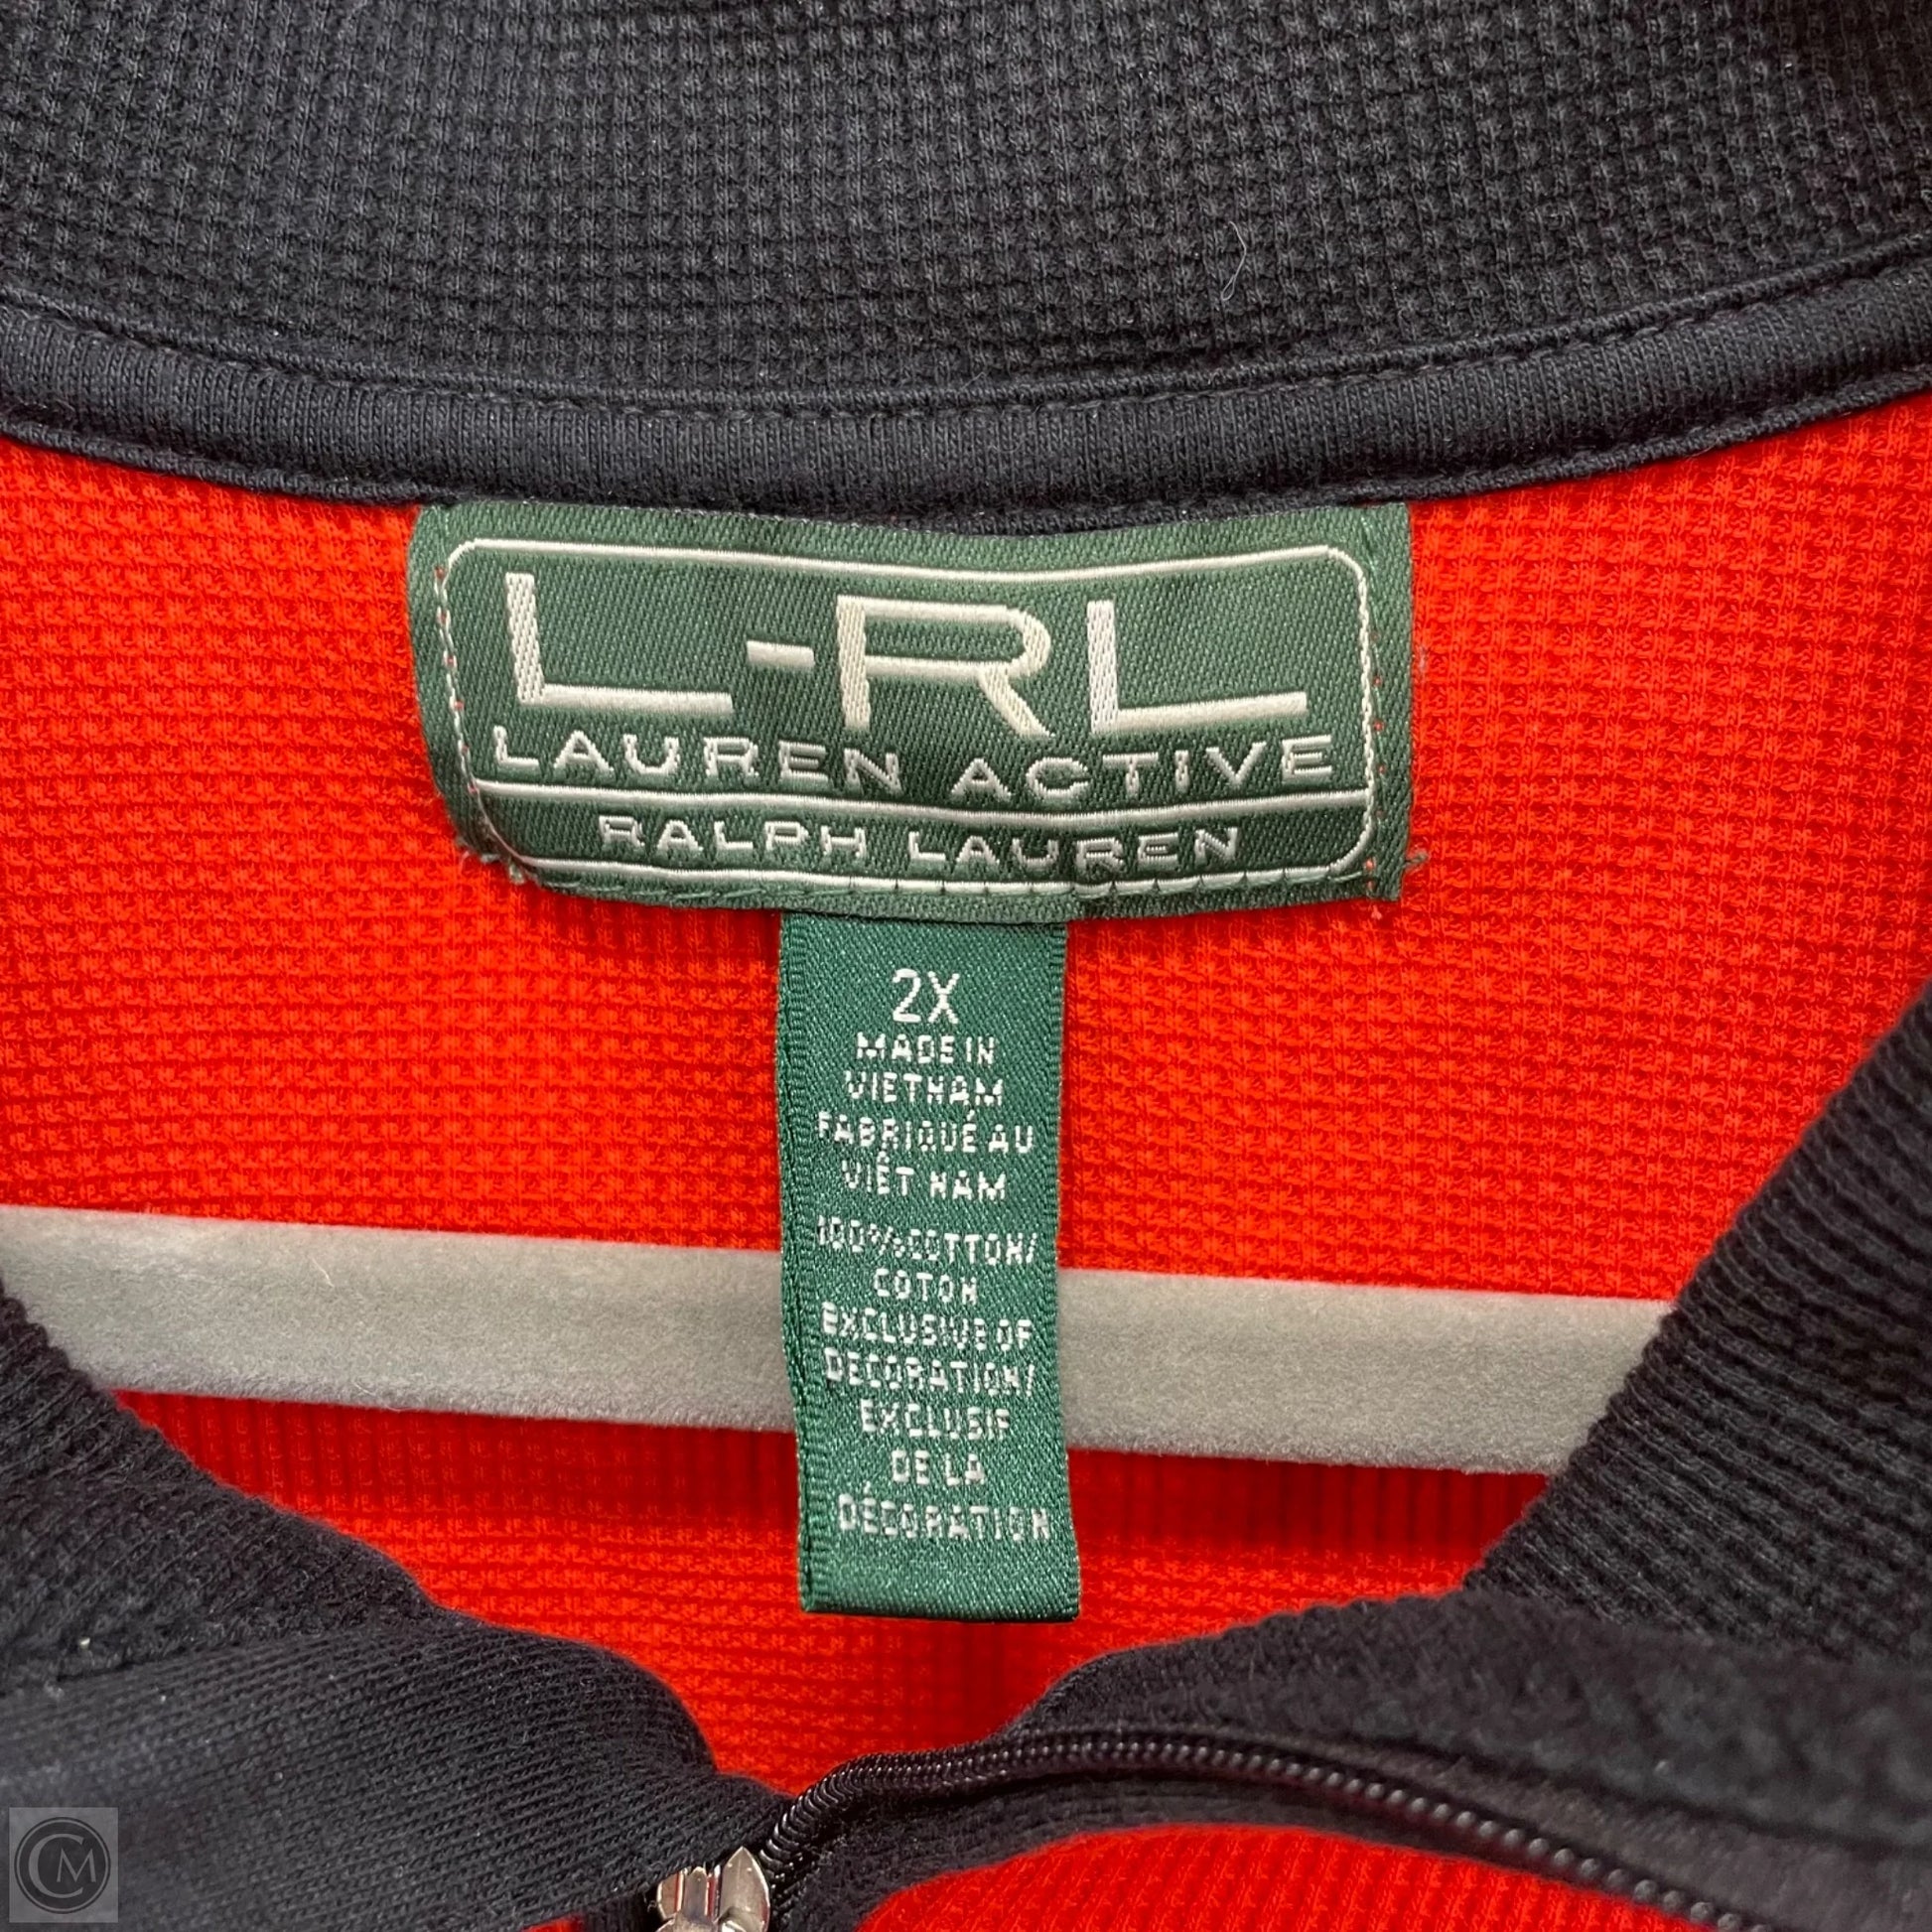 L-RL
LAUREN ACTIVE
RALPH LAUREN
2X
MADE IN
VIETNAM
FABRIQUÉ AU
VIÊT NAM
100% COTTON/
COTON
EXCLUSIVE OF
DECORATION/
EXCLUSIF
DE LA
DÉCORATION
CM